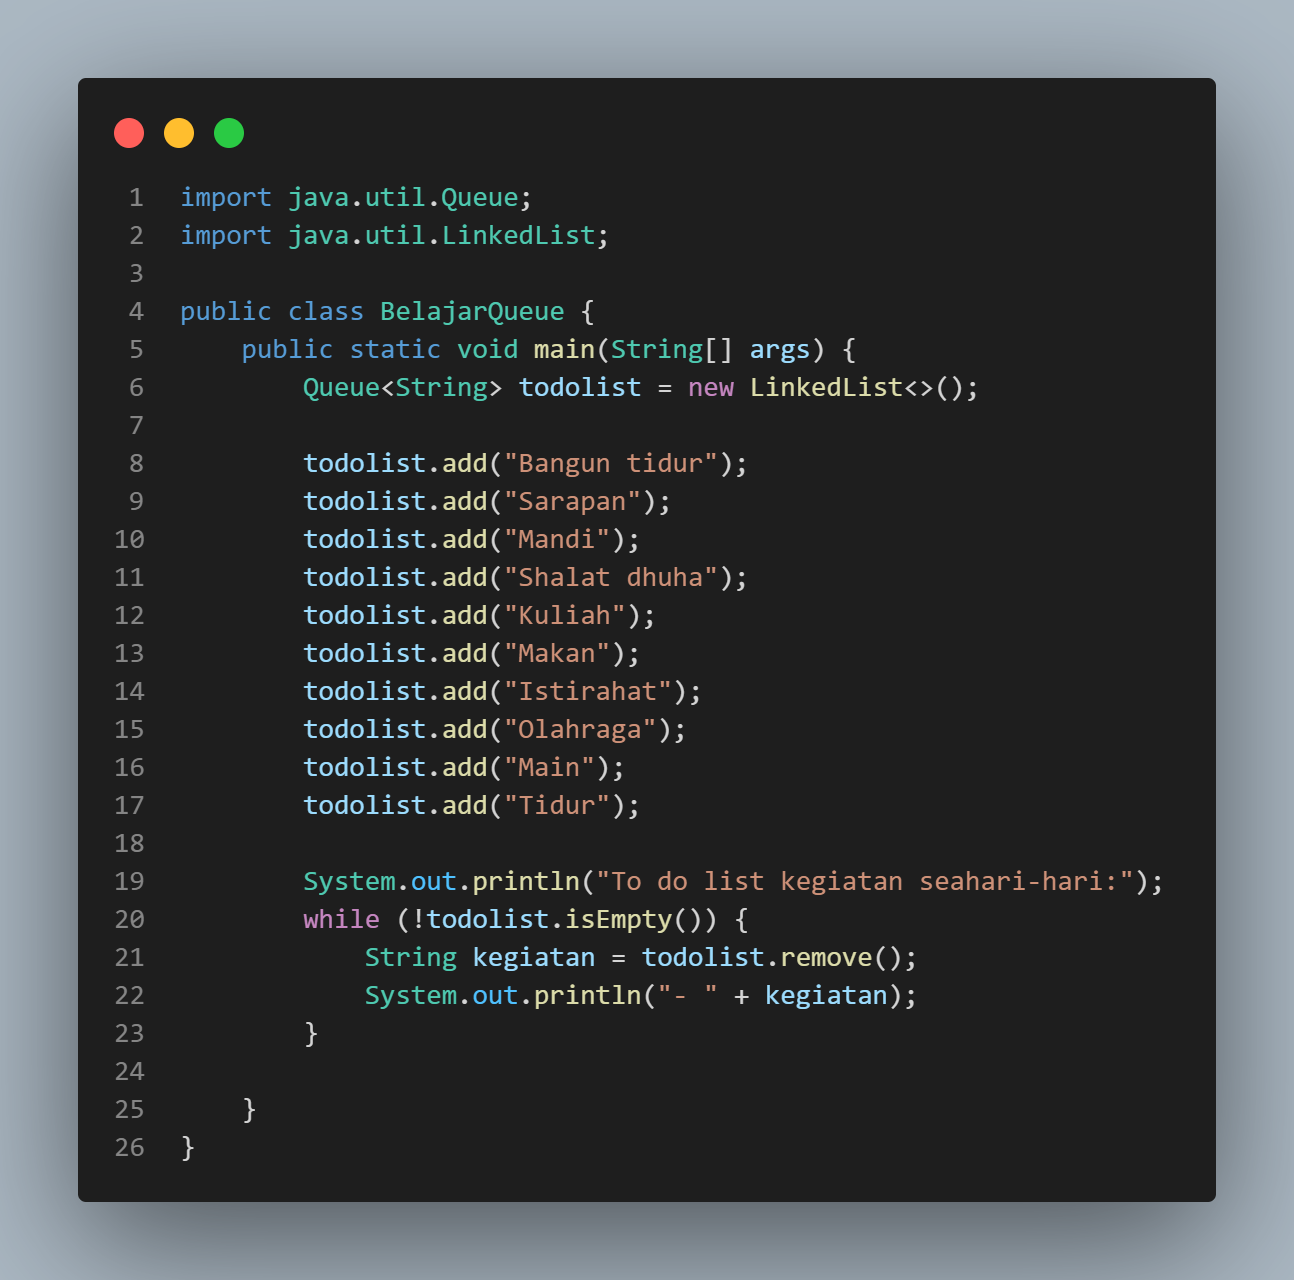 1 import java.util.Queue;
2 import java.util.LinkedList;
3
4 public class BelajarQueue {
5     public static void main(String[] args) {
6         Queue<String> todolist = new LinkedList<>();
7
8         todolist.add("Bangun tidur");
9         todolist.add("Sarapan");
10         todolist.add("Mandi");
11         todolist.add("Shalat dhuha");
12         todolist.add("Kuliah");
13         todolist.add("Makan");
14         todolist.add("Istirahat");
15         todolist.add("Olahraga");
16         todolist.add("Main");
17         todolist.add("Tidur");
18
19         System.out.println("To do list kegiatan seahari-hari:");
20         while (!todolist.isEmpty()) {
21             String kegiatan = todolist.remove();
22             System.out.println("- " + kegiatan);
23         }
24
25     }
26 }